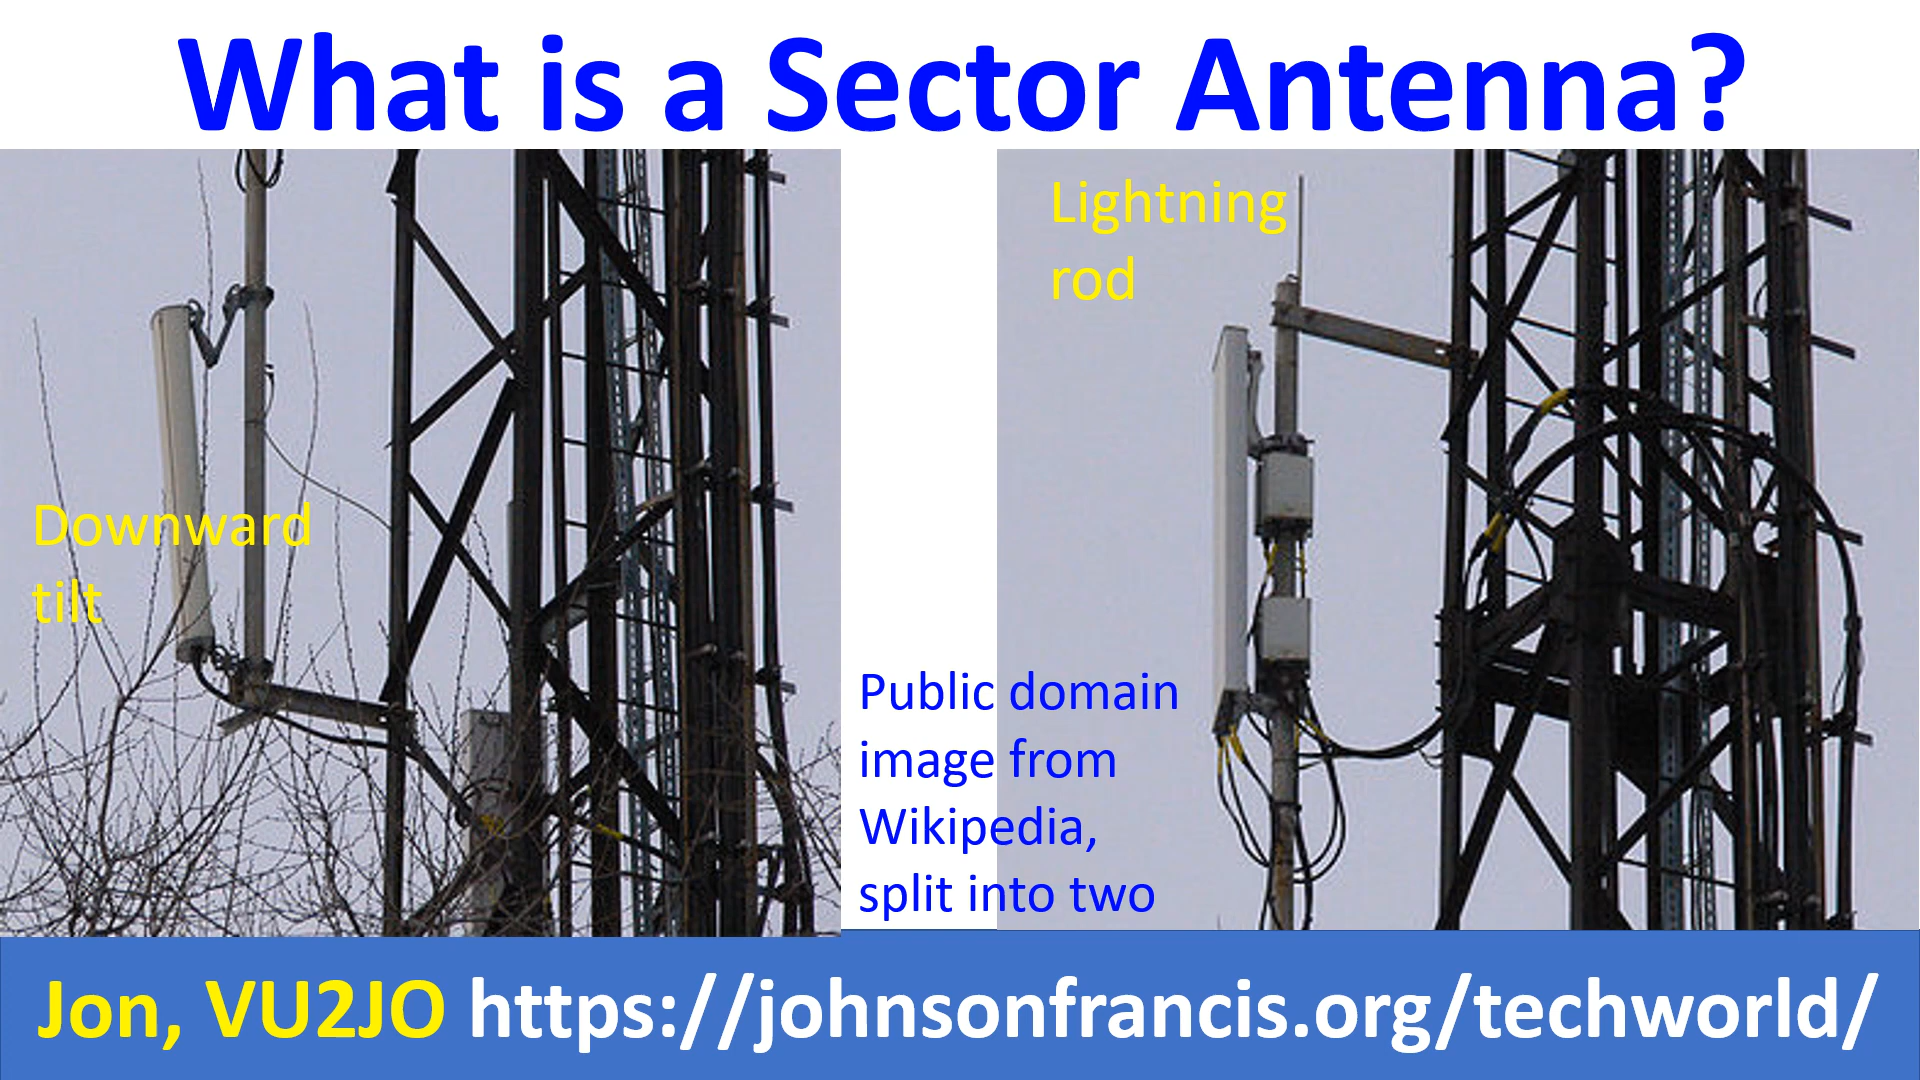 What is a Sector Antenna?
Downward
tilt
Lightning
rod
Public domain
image from
Wikipedia,
split into two
Jon, VU2JO https://johnsonfrancis.org/techworld/